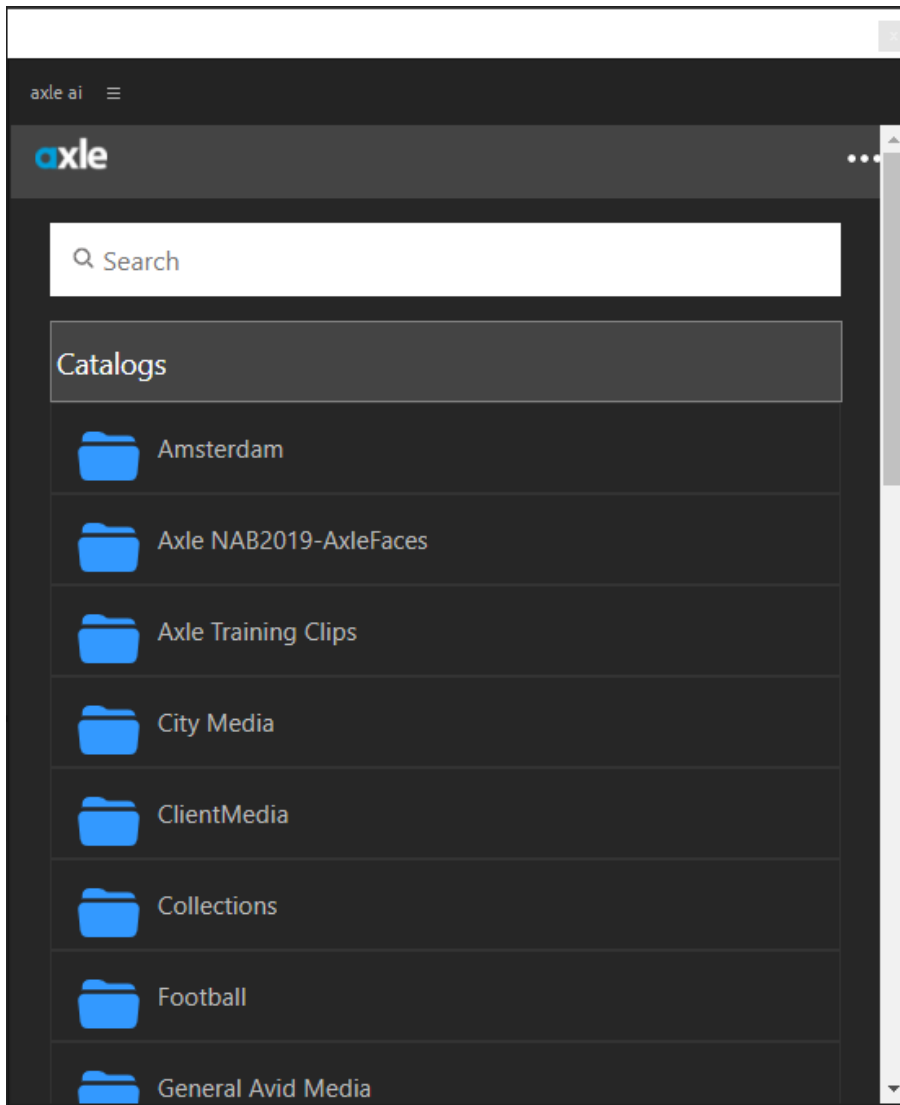 axle ai
axle
Search
Catalogs
Amsterdam
Axle NAB2019-AxleFaces
Axle Training Clips
City Media
ClientMedia
Collections
Football
General Avid Media